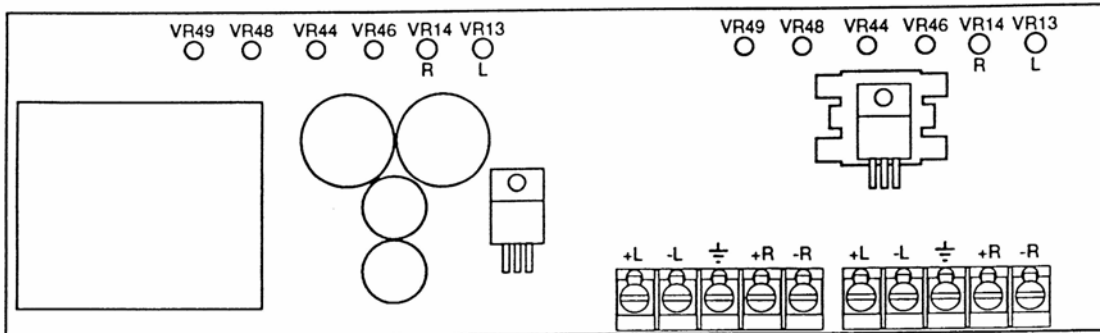 VR49 VR48 VR44 VR46 VR14 VR13 VR49 VR48 VR44 VR46 VR14 VR13
R L R L
+L -L ⏚ +R -R +L -L ⏚ +R -R